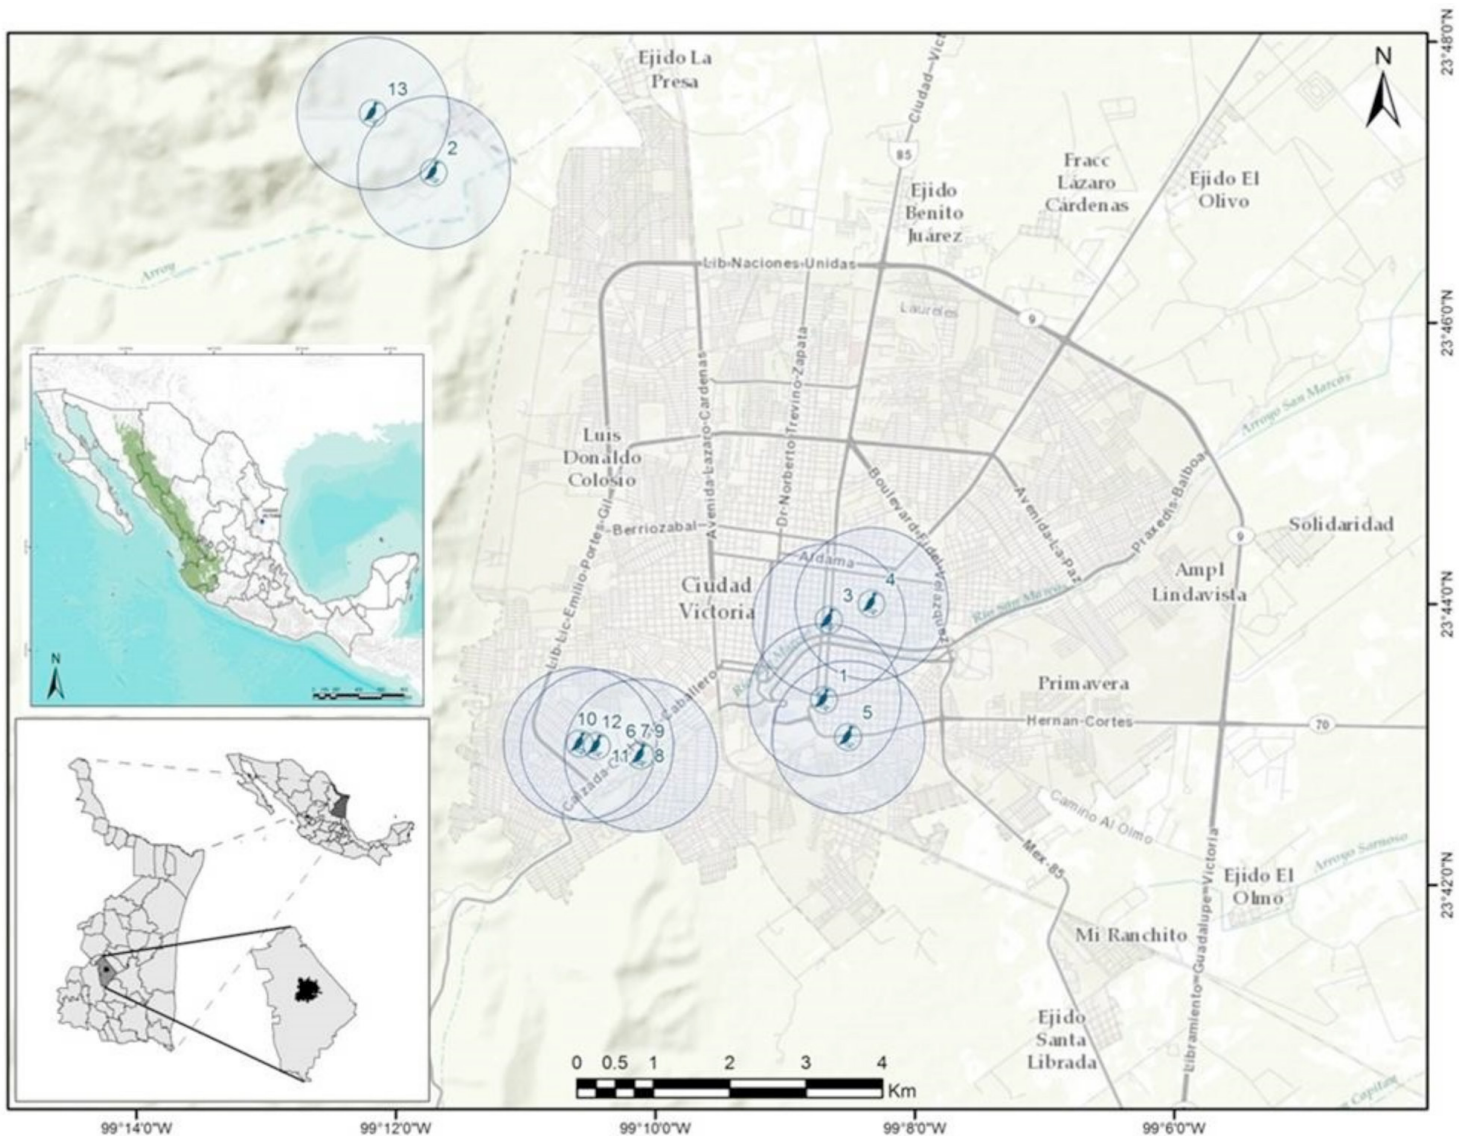 23°48'0"N
N
Ejido La
Presa
Ciudad-Vict
85
13
2
Fracc
Lázaro
Cárdenas
Ejido El
Olivo
Ejido
Benito
Juárez
Arroy
Lib-Naciones-Unidas
Laureles
9
23°46'0"N
Avenida-Lazaro-Cardenas
Dr-Norberto-Trevino-Zapata
Arroyo San Marcos
Luis
Donaldo
Colosio
Boulevard-Fidel-Velazquez
Avenida-La-Paz
Praxedis-Balboa
Berriozabal
Lib-Lic-Emilio-Portes-Gil
Solidaridad
9
Aldama
Ciudad
Victoria
4
3
Rio San Marcos
Ampl
Lindavista
23°44'0"N
1
5
Primavera
Hernan-Cortes
70
10
12
6
7
9
11
8
Caballero
Calzada
N
Camino Al Olmo
Mex-85
Arroyo Sarnoso
Libramiento-Guadalupe-Victoria
Ejido El
Olmo
23°42'0"N
Mi Ranchito
Ejido
Santa
Librada
0 0.5 1 2 3 4
Km
99°14'0"W
99°12'0"W
99°10'0"W
99°8'0"W
99°6'0"W